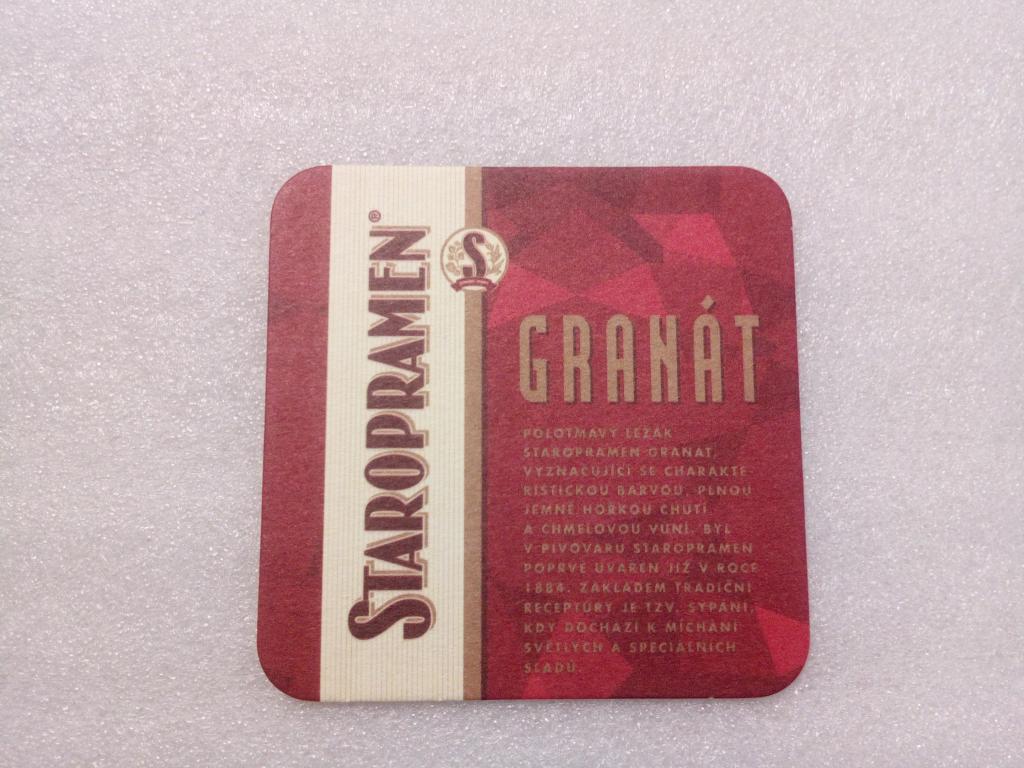 STAROPRAMEN®
S
GRANÁT
POLOTMAVÝ LEŽÁK
STAROPRAMEN GRANÁT,
VYZNAČUJÍCÍ SE CHARAKTE-
RISTICKOU BARVOU, PLNOU
JEMNĚ HOŘKOU CHUTÍ
A CHMELOVOU VŮNÍ, BYL
V PIVOVARU STAROPRAMEN
POPRVÉ UVAŘEN JIŽ V ROCE
1884. ZÁKLADEM TRADIČNÍ
RECEPTURY JE TZV. SYPÁNÍ,
KDY DOCHÁZÍ K MÍCHÁNÍ
SVĚTLÝCH A SPECIÁLNÍCH
SLADŮ.